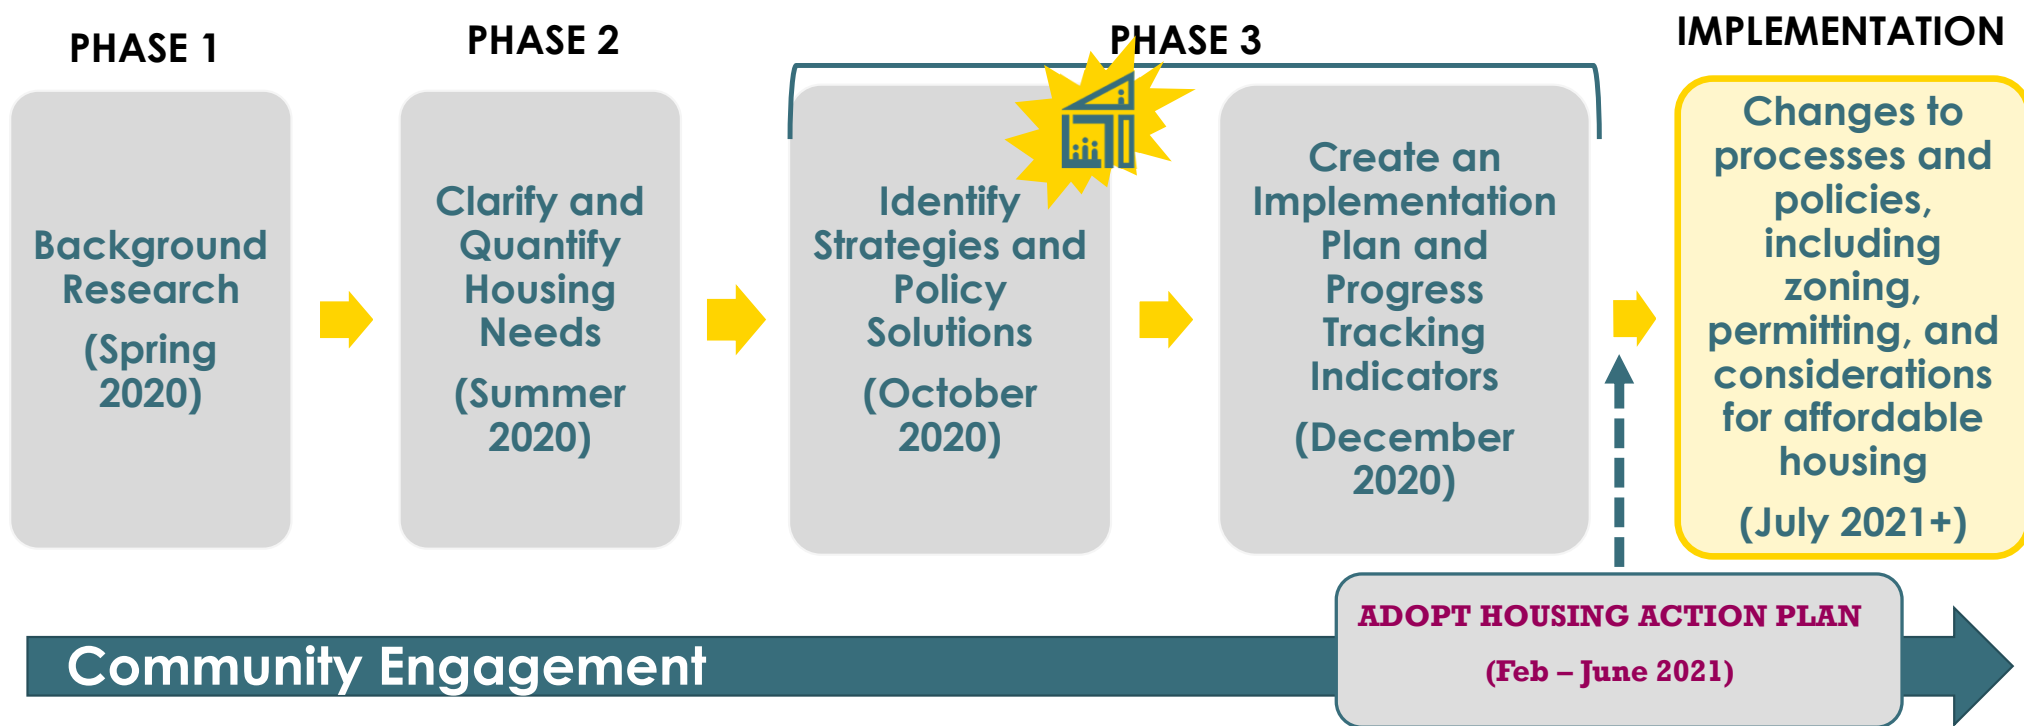 PHASE 1
Background
Research
(Spring
2020)
PHASE 2
Clarify and
Quantify
Housing
Needs
(Summer
2020)
PHASE 3
Identify
Strategies and
Policy
Solutions
(October
2020)
Create an
Implementation
Plan and
Progress
Tracking
Indicators
(December
2020)
IMPLEMENTATION
Changes to
processes and
policies,
including
zoning,
permitting, and
considerations
for affordable
housing
(July 2021+)
ADOPT HOUSING ACTION PLAN
(Feb – June 2021)
Community Engagement